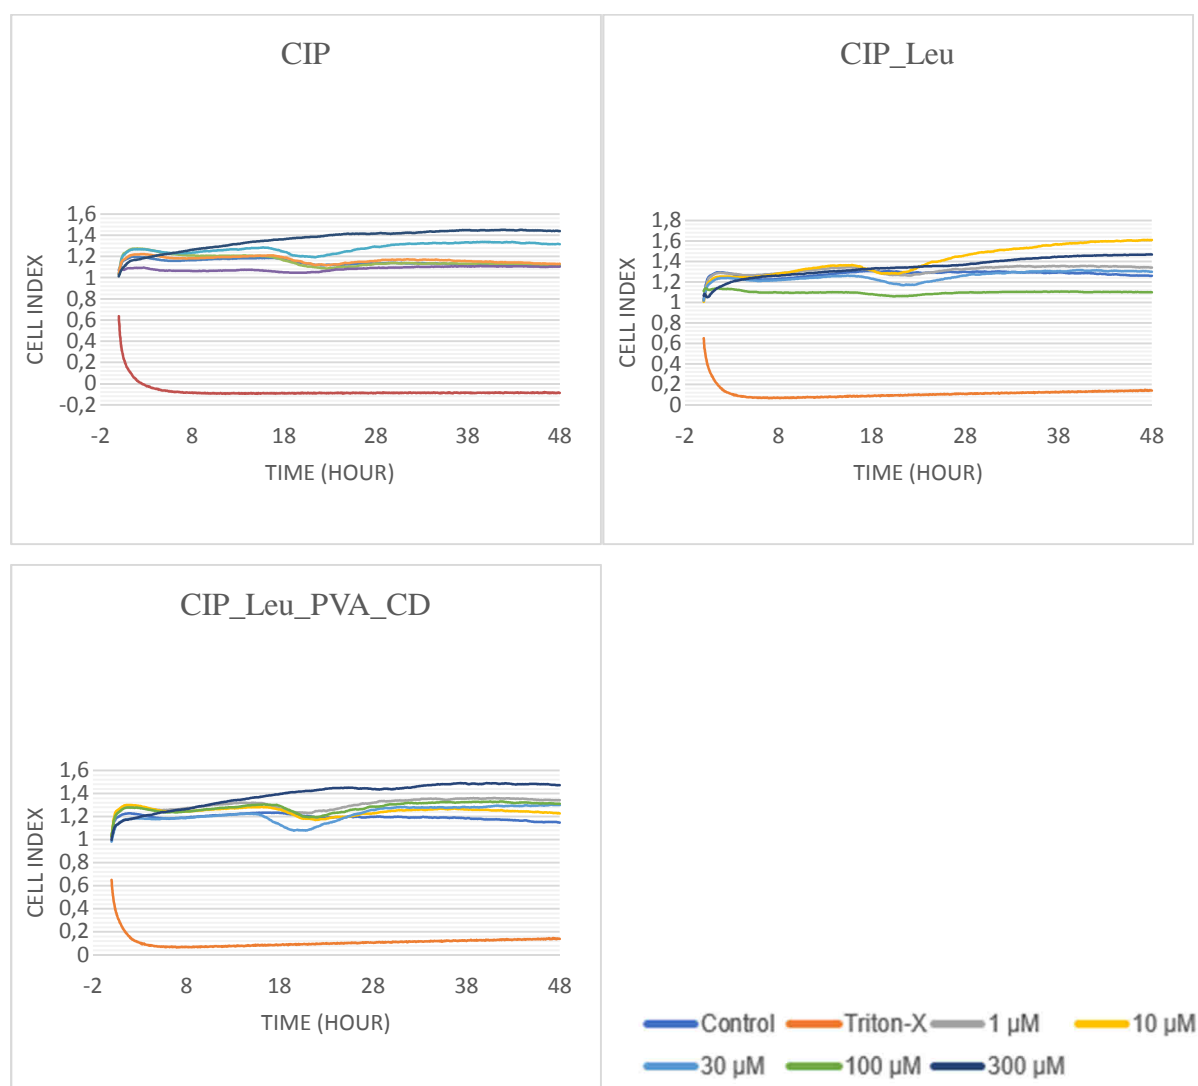 CIP
1,6
1,4
1,2
1
0,8
0,6
0,4
0,2
0
-0,2
CELL INDEX
-2 8 18 28 38 48
TIME (HOUR)
CIP_Leu
1,8
1,6
1,4
1,2
1
0,8
0,6
0,4
0,2
0
CELL INDEX
-2 8 18 28 38 48
TIME (HOUR)
CIP_Leu_PVA_CD
1,6
1,4
1,2
1
0,8
0,6
0,4
0,2
0
CELL INDEX
-2 8 18 28 38 48
TIME (HOUR)
Control Triton-X 1 µM 10 µM
30 µM 100 µM 300 µM